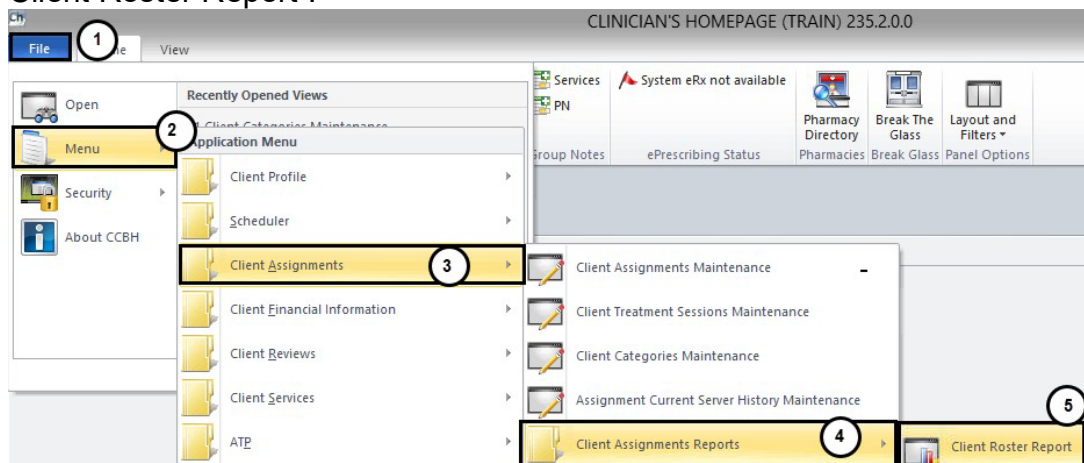 Client Roster Report .
CLINICIAN'S HOMEPAGE (TRAIN) 235.2.0.0
File
1
View
Open
Menu
Security
About CCBH
2
Recently Opened Views
Client Categories Maintenance
Application Menu
Client Profile
Scheduler
Client Assignments
3
Client Financial Information
Client Reviews
Client Services
ATP
Services
PN
Group Notes
System eRx not available
ePrescribing Status
Pharmacy
Directory
Pharmacies
Break The
Glass
Break Glass
Layout and
Filters
Panel Options
Client Assignments Maintenance -
Client Treatment Sessions Maintenance
Client Categories Maintenance
Assignment Current Server History Maintenance
Client Assignments Reports
4
5
Client Roster Report